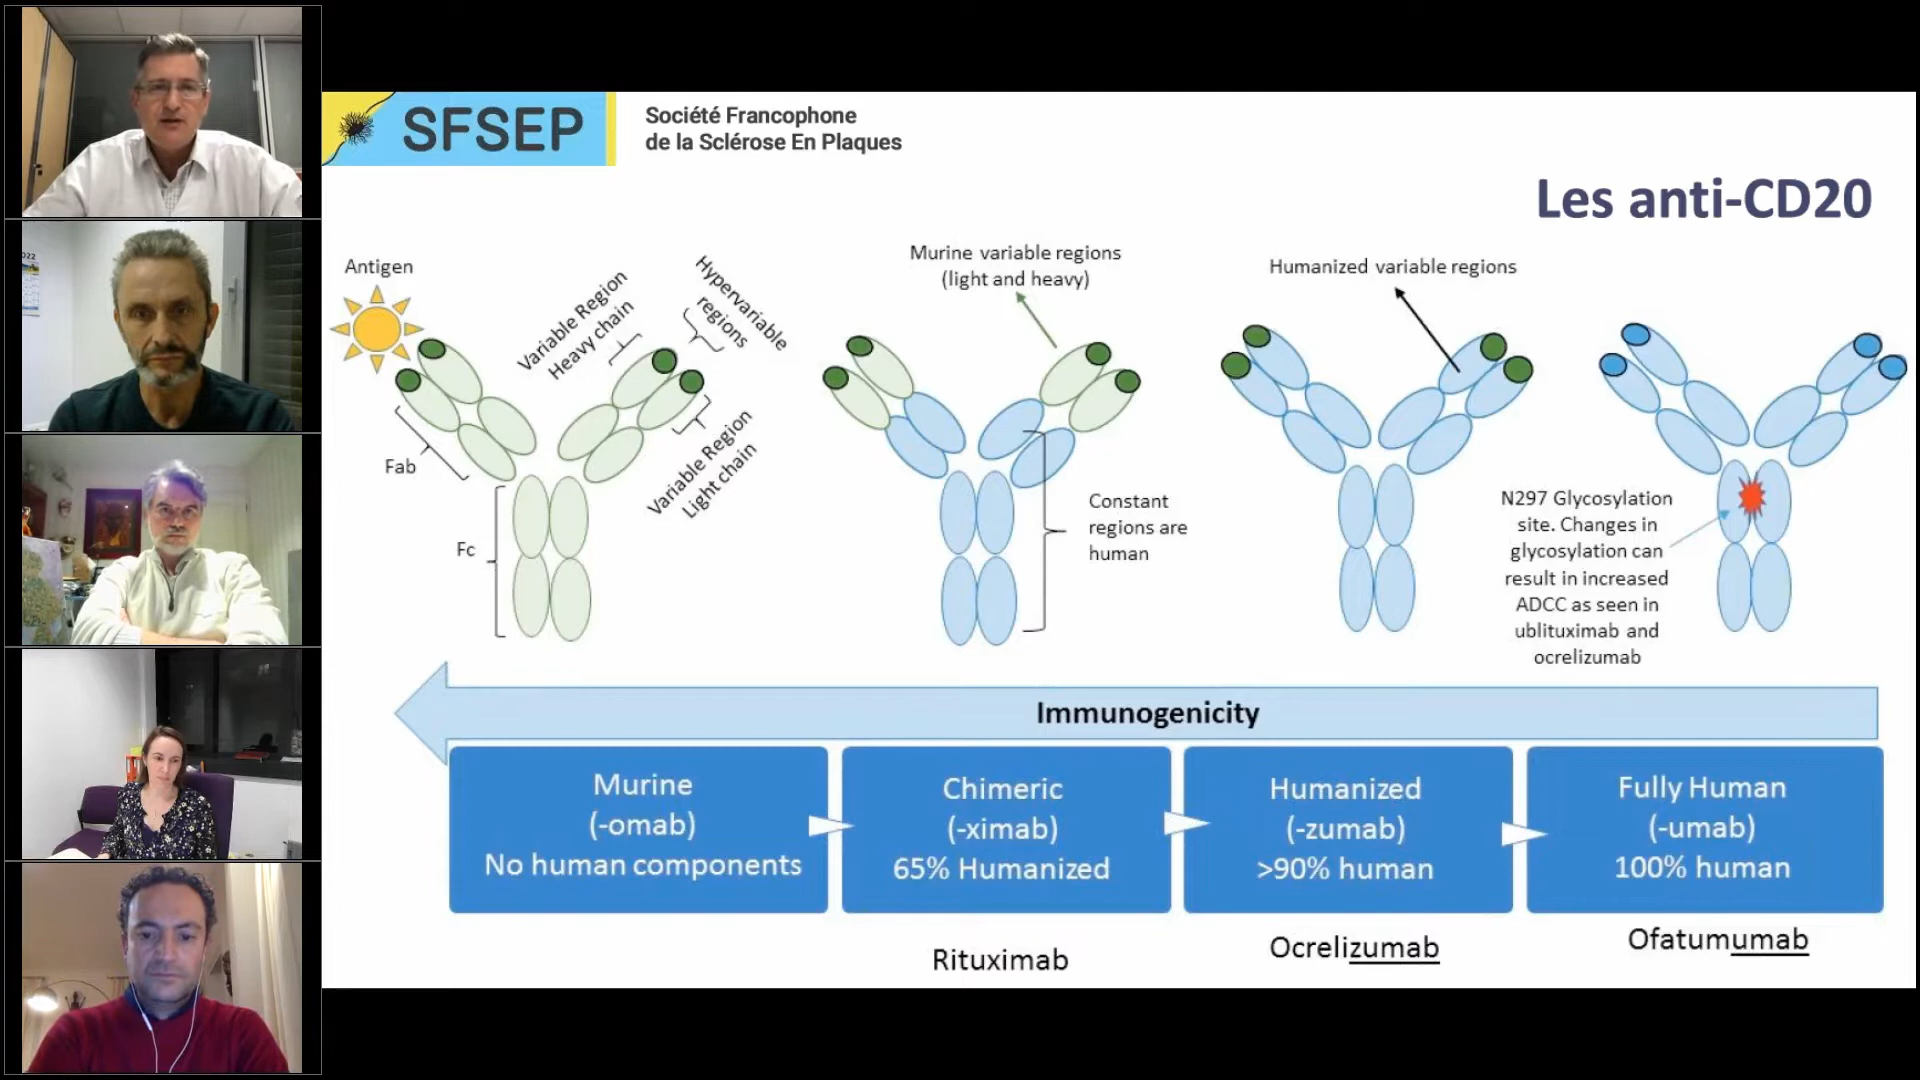 SFSEP
Société Francophone
de la Sclérose En Plaques
Les anti-CD20
Antigen
Variable Region
Heavy chain
Hypervariable
regions
Fab
Variable Region
Light chain
Fc
Murine variable regions
(light and heavy)
Constant
regions are
human
Humanized variable regions
N297 Glycosylation
site. Changes in
glycosylation can
result in increased
ADCC as seen in
ublituximab and
ocrelizumab
Immunogenicity
Murine
(-omab)
No human components
Chimeric
(-ximab)
65% Humanized
Humanized
(-zumab)
>90% human
Fully Human
(-umab)
100% human
Rituximab
Ocrelizumab
Ofatumumab